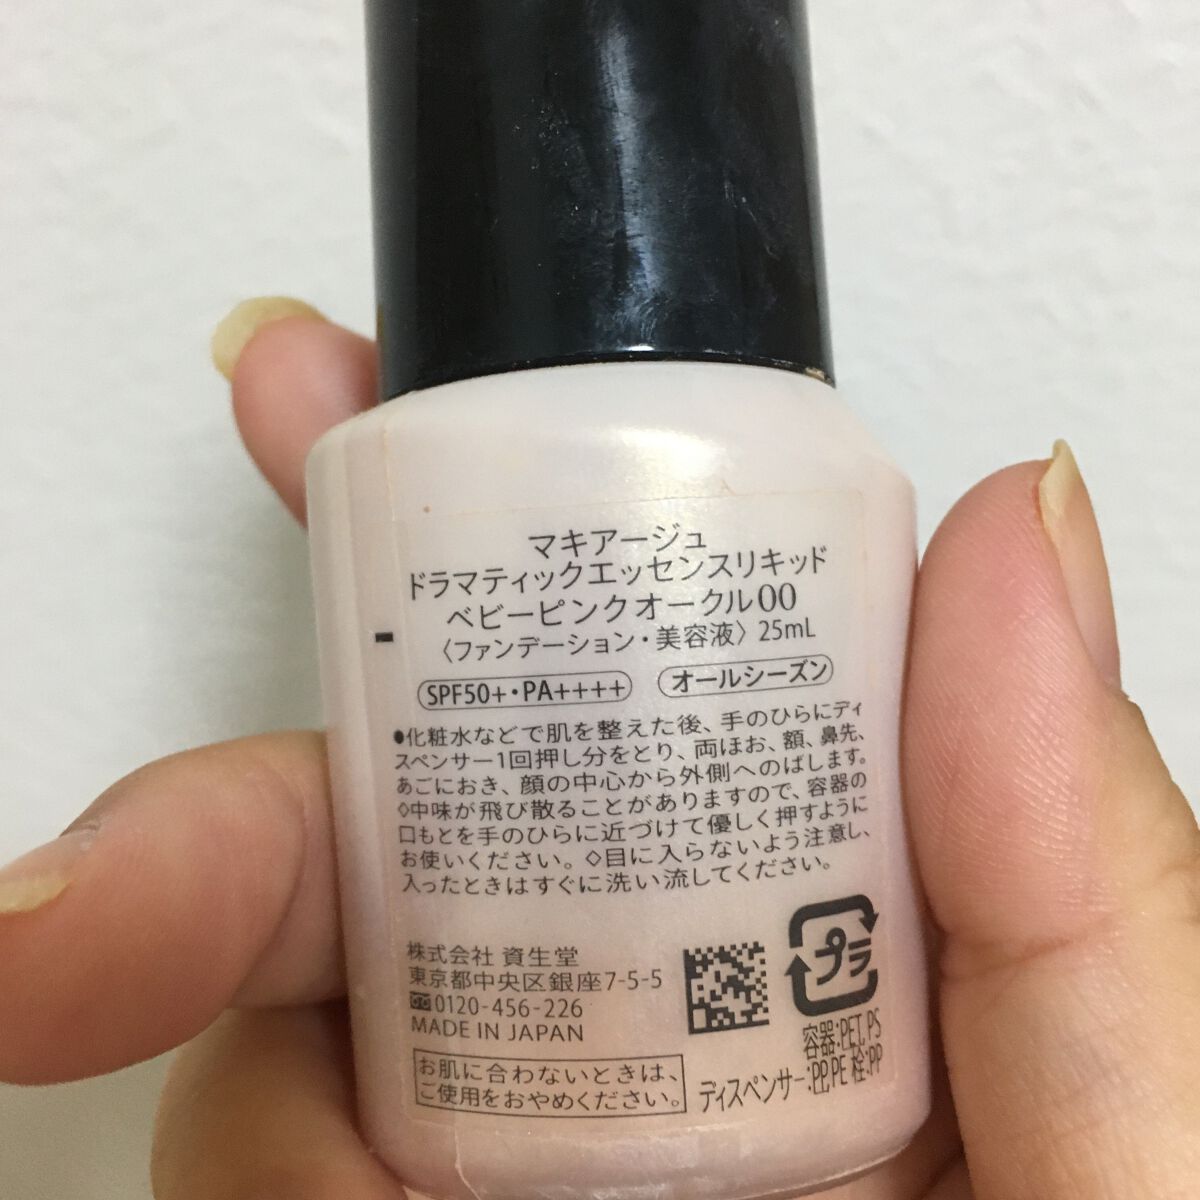 マキアージュ
ドラマティックエッセンスリキッド
ベビーピンクオークル00
〈ファンデーション・美容液〉25mL
SPF50+・PA++++ オールシーズン
●化粧水などで肌を整えた後、手のひらにディ
スペンサー1回押し分をとり、両ほお、額、鼻先、
あごにおき、顔の中心から外側へのばします。
◇中味が飛び散ることがありますので、容器の
口もとを手のひらに近づけて優しく押すように
お使いください。◇目に入らないよう注意し、
入ったときはすぐに洗い流してください。
株式会社 資生堂
東京都中央区銀座7-5-5
0120-456-226
MADE IN JAPAN
プラ
容器:PET,PS
ディスペンサー:PP,PE 栓:PP
お肌に合わないときは、
ご使用をおやめください。